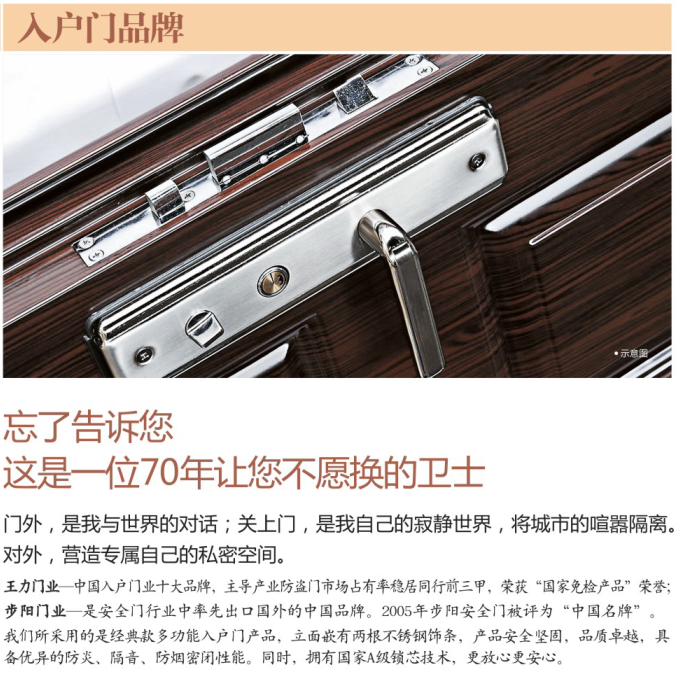 入户门品牌
• 示意图
忘了告诉您
这是一位70年让您不愿换的卫士
门外，是我与世界的对话；关上门，是我自己的寂静世界，将城市的喧嚣隔离。
对外，营造专属自己的私密空间。
王力门业—中国入户门业十大品牌，主导产业防盗门市场占有率稳居同行前三甲，荣获“国家免检产品”荣誉;
步阳门业—是安全门行业中率先出口国外的中国品牌。2005年步阳安全门被评为“中国名牌”。
我们所采用的是经典款多功能入户门产品，立面嵌有两根不锈钢饰条，产品安全坚固，品质卓越，具
备优异的防炎、隔音、防烟密闭性能。同时，拥有国家A级锁芯技术，更放心更安心。